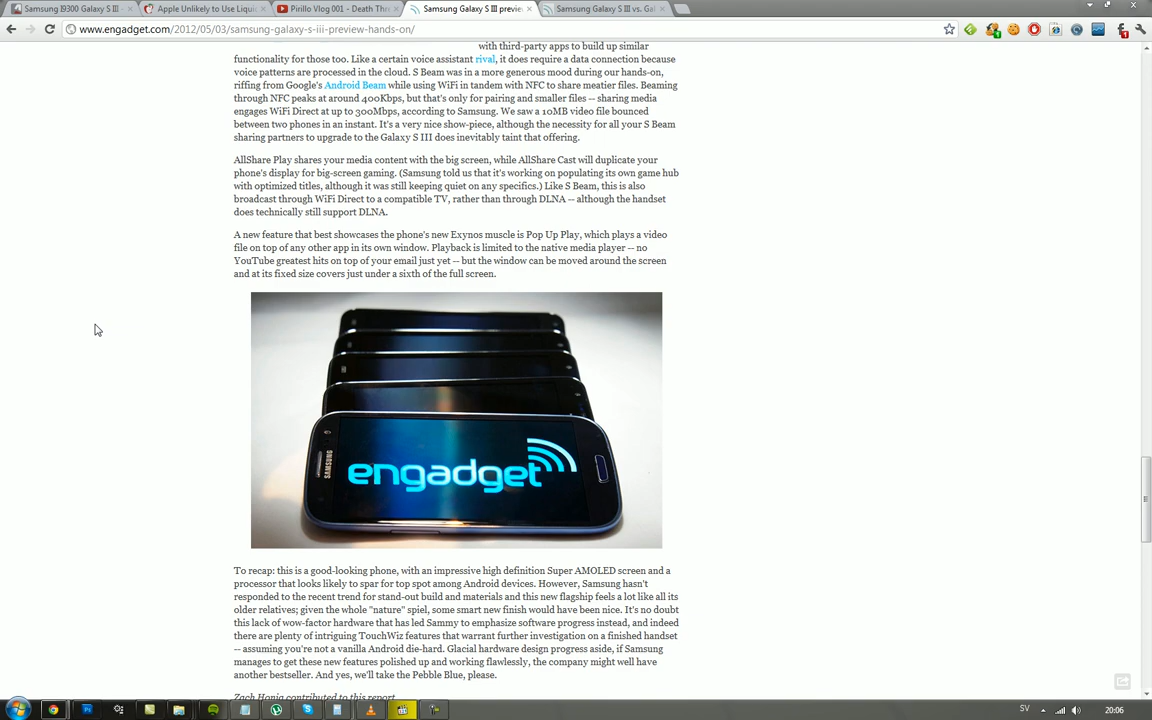 Samsung I9300 Galaxy S III -
Apple Unlikely to Use Liquid
Pirillo Vlog 001 - Death Thr
Samsung Galaxy S III previe
Samsung Galaxy S III vs. Gal
www.engadget.com/2012/05/03/samsung-galaxy-s-iii-preview-hands-on/
with third-party apps to build up similar
functionality for those too. Like a certain voice assistant rival, it does require a data connection because
voice patterns are processed in the cloud. S Beam was in a more generous mood during our hands-on,
riffing from Google's Android Beam while using WiFi in tandem with NFC to share meatier files. Beaming
through NFC peaks at around 400Kbps, but that's only for pairing and smaller files -- sharing media
engages WiFi Direct at up to 300Mbps, according to Samsung. We saw a 10MB video file bounced
between two phones in an instant. It's a very nice show-piece, although the necessity for all your S Beam
sharing partners to upgrade to the Galaxy S III does inevitably taint that offering.
AllShare Play shares your media content with the big screen, while AllShare Cast will duplicate your
phone's display for big-screen gaming. (Samsung told us that it's working on populating its own game hub
with optimized titles, although it was still keeping quiet on any specifics.) Like S Beam, this is also
broadcast through WiFi Direct to a compatible TV, rather than through DLNA -- although the handset
does technically still support DLNA.
A new feature that best showcases the phone's new Exynos muscle is Pop Up Play, which plays a video
file on top of any other app in its own window. Playback is limited to the native media player -- no
YouTube greatest hits on top of your email just yet -- but the window can be moved around the screen
and at its fixed size covers just under a sixth of the full screen.
SAMSUNG
engadget
To recap: this is a good-looking phone, with an impressive high definition Super AMOLED screen and a
processor that looks likely to spar for top spot among Android devices. However, Samsung hasn't
responded to the recent trend for stand-out build and materials and this new flagship feels a lot like all its
older relatives; given the whole "nature" spiel, some smart new finish would have been nice. It's no doubt
this lack of wow-factor hardware that has led Sammy to emphasize software progress instead, and indeed
there are plenty of intriguing TouchWiz features that warrant further investigation on a finished handset
-- assuming you're not a vanilla Android die-hard. Glacial hardware design progress aside, if Samsung
manages to get these new features polished up and working flawlessly, the company might well have
another bestseller. And yes, we'll take the Pebble Blue, please.
Zach Honig contributed to this report.
SV
20:06